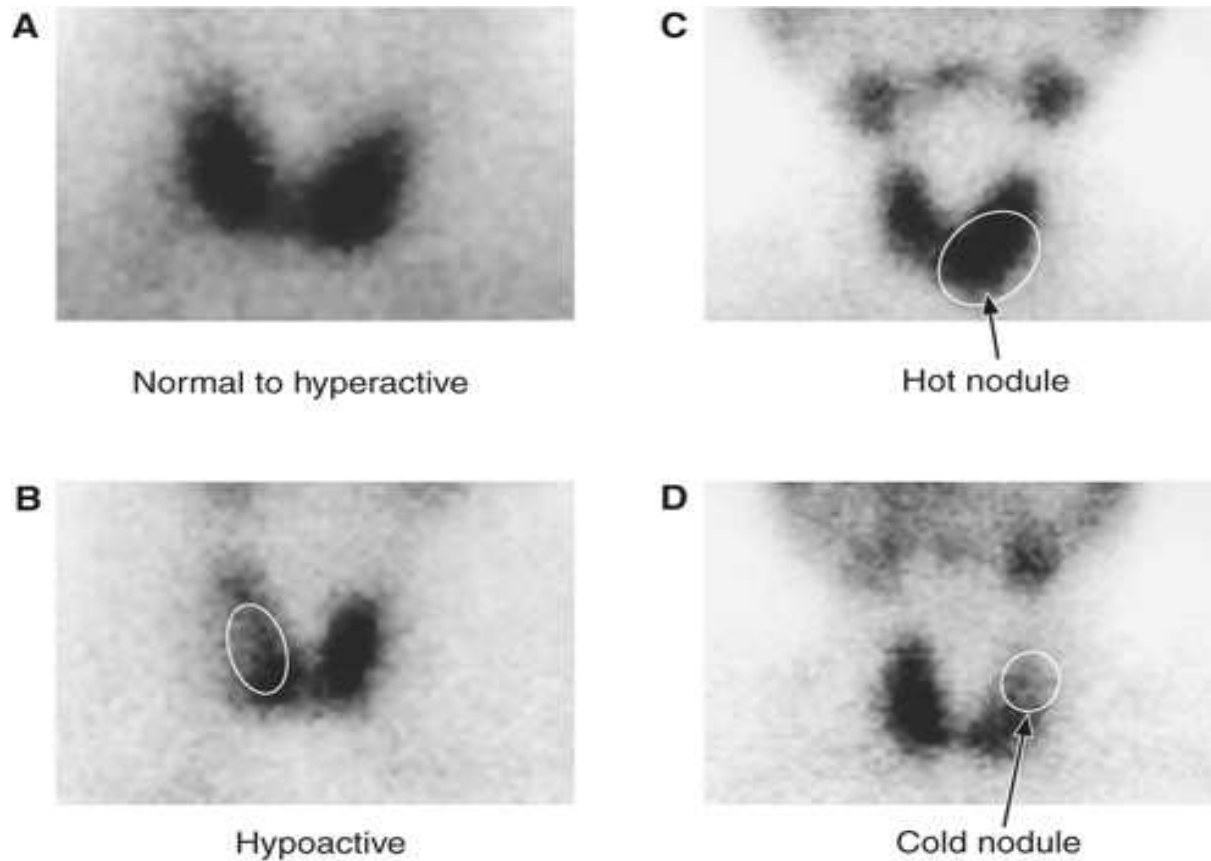 A
Normal to hyperactive
B
Hypoactive
C
Hot nodule
D
Cold nodule